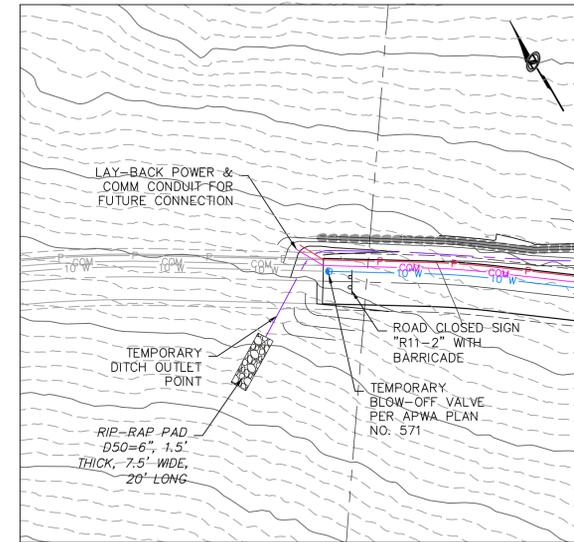 LAY-BACK POWER &
COMM CONDUIT FOR
FUTURE CONNECTION
P
COM
10"W
P
COM
10"W
P
COM
10"W
P
COM
10"W
P
COM
10"W
P
TEMPORARY
DITCH OUTLET
POINT
ROAD CLOSED SIGN
"R11-2" WITH
BARRICADE
TEMPORARY
BLOW-OFF VALVE
PER APWA PLAN
NO. 571
RIP-RAP PAD
D50=6", 1.5'
THICK, 7.5' WIDE,
20' LONG